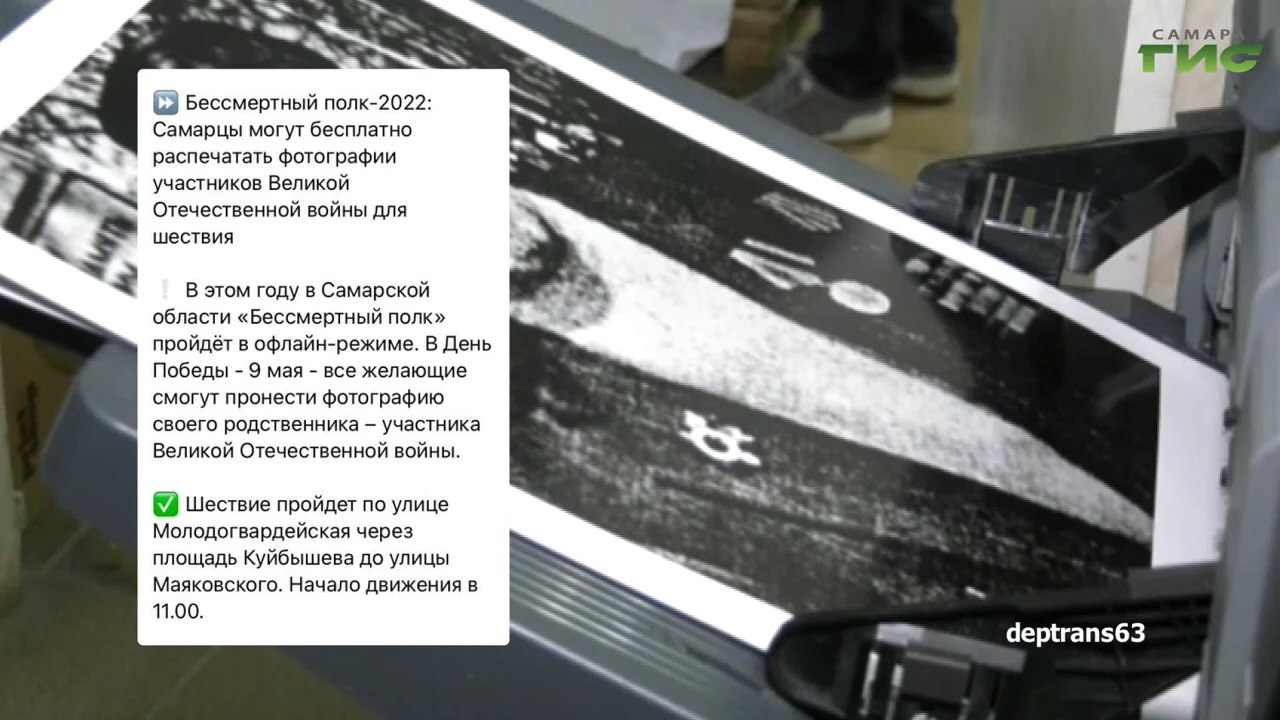 САМАРА
ГИС
⏩ Бессмертный полк-2022:
Самарцы могут бесплатно
распечатать фотографии
участников Великой
Отечественной войны для
шествия
❕ В этом году в Самарской
области «Бессмертный полк»
пройдёт в офлайн-режиме. В День
Победы - 9 мая - все желающие
смогут пронести фотографию
своего родственника – участника
Великой Отечественной войны.
✅ Шествие пройдет по улице
Молодогвардейская через
площадь Куйбышева до улицы
Маяковского. Начало движения в
11.00.
deptrans63